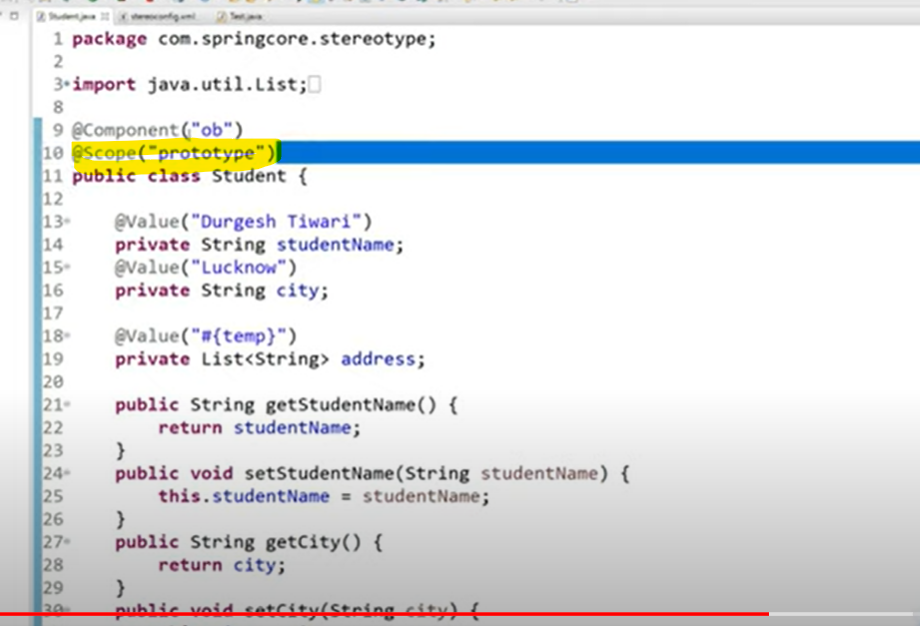 Student.java stereoconfig.xml Test.java
1 package com.springcore.stereotype;
2
3 import java.util.List;
8
9 @Component("ob")
10 @Scope("prototype")
11 public class Student {
12
13 @Value("Durgesh Tiwari")
14 private String studentName;
15 @Value("Lucknow")
16 private String city;
17
18 @Value("#{temp}")
19 private List<String> address;
20
21 public String getStudentName() {
22 return studentName;
23 }
24 public void setStudentName(String studentName) {
25 this.studentName = studentName;
26 }
27 public String getCity() {
28 return city;
29 }
30 public void setCity(String city) {